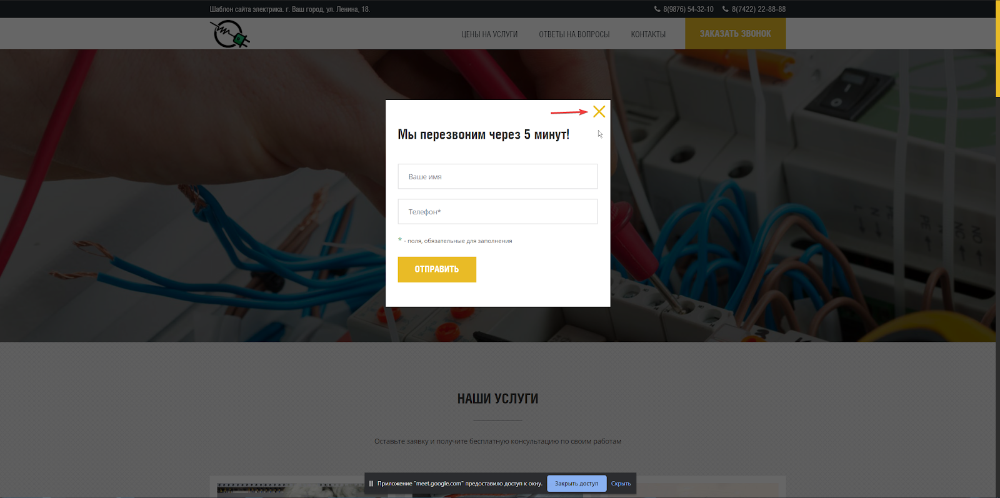 Шаблон сайта электрика. г. Ваш город, ул. Ленина, 18.
8(9876) 54-32-10
8(7422) 22-88-88
ЦЕНЫ НА УСЛУГИ
ОТВЕТЫ НА ВОПРОСЫ
КОНТАКТЫ
ЗАКАЗАТЬ ЗВОНОК
Мы перезвоним через 5 минут!
Ваше имя
Телефон*
* - поля, обязательные для заполнения
ОТПРАВИТЬ
NO
NC
PE
N
НАШИ УСЛУГИ
Оставьте заявку и получите бесплатную консультацию по своим работам
Приложение "meet.google.com" предоставило доступ к окну.
Закрыть доступ
Скрыть